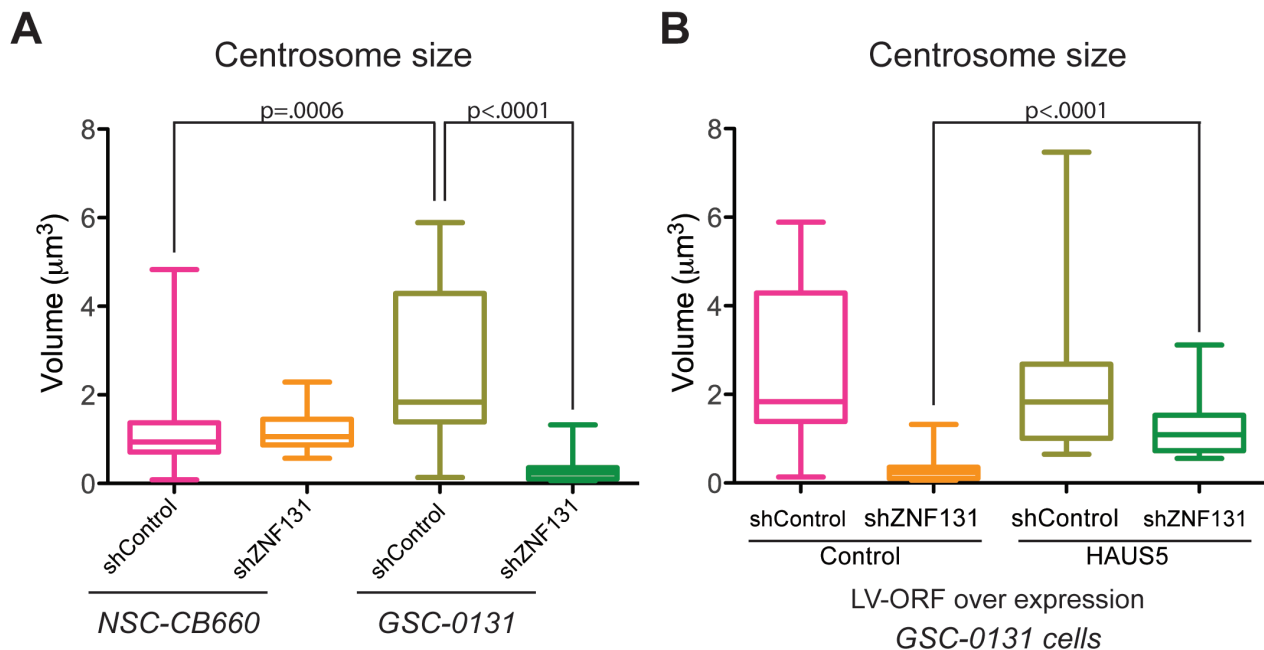 A
Centrosome size
p=.0006
p<.0001
Volume (μm³)
8
6
4
2
0
shControl
shZNF131
shControl
shZNF131
NSC-CB660
GSC-0131
B
Centrosome size
p<.0001
Volume (μm³)
8
6
4
2
0
shControl shZNF131 shControl shZNF131
Control HAUS5
LV-ORF over expression
GSC-0131 cells